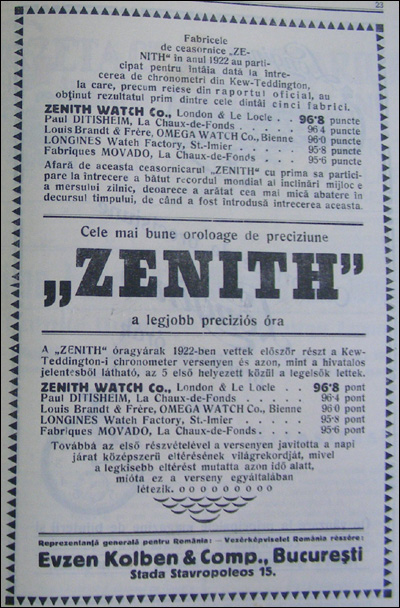 23
Fabricele
de ceasornice „ZE-
NITH" in anul 1922 au parti-
cipat pentru întâia dată la între-
cerea de chronometri din Kew-Teddington,
la care, precum reiese din raportul oficial, au
obținut rezultatul prim dintre cele dintâi cinci fabrici.
ZENITH WATCH Co., London & Le Locle . . 96·8 puncte
Paul DITISHEIM, La Chaux-de-Fonds . . . . . 96·4 puncte
Louis Brandt & Frère, OMEGA WATCH Co., Bienne 96·0 puncte
LONGINES Watch Factory, St.-Imier . . . . . 95·8 puncte
Fabriques MOVADO, La Chaux-de-Fonds . . . . 95·6 puncte
Afară de aceasta ceasornicarul „ZENITH" cu prima sa partici-
pare la întrecere a bătut recordul mondial al inclinări mijloc e
a mersului zilnic, deoarece a arătat cea mai mică abatere in
decursul timpului, de când a fost introdusă intrecerea aceasta.
Cele mai bune oroloage de preciziune
„ZENITH"
a legjobb preciziós óra
A „ZENITH" óragyárak 1922-ben vettek először részt a Kew-
Teddington-i chronometer versenyen és azon, mint a hivatalos
jelentésből látható, az 5 első helyezett közül a legelsők lettek.
ZENITH WATCH Co., London & Le Locle . . . 96·8 pont
Paul DITISHEIM, La Chaux-de-Fonds . . . . . 96·4 pont
Louis Brandt & Frère, OMEGA WATCH Co., Bienne 96·0 pont
LONGINES Watch Factory, St.-Imier . . . . . 95·8 pont
Fabriques MOVADO, La Chaux-de-Fonds . . . . 95·6 pont
Továbbá az első részvételével a versenyen javította a napi
járat középszerű eltérésének világrekordját, mivel
a legkisebb eltérést mutatta azon idő alatt,
mióta ez a verseny egyáltalában
létezik. o o o o o o o o o
Reprezentanță generală pentru România: – Vezérképviselet Románia részére:
Evzen Kolben & Comp., București
Stada Stavropoleos 15.